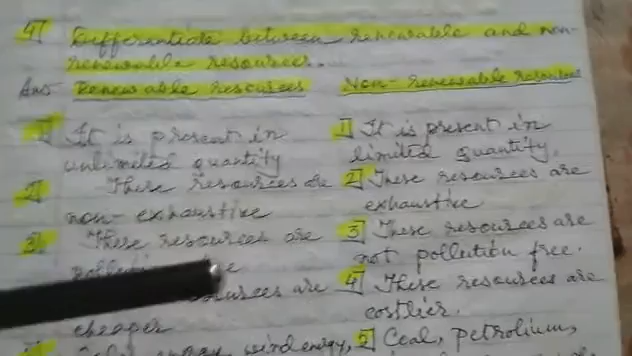 4) Differentiate between renewable and non-
renewable resources.
Ans- Renewable resources
1) It is present in
unlimited quantity
2) These resources are
non-exhaustive
3) These resources are
are
cheaper
wind energy,
Non-renewable resources
1) It is present in
limited quantity.
2) These resources are
exhaustive
3) These resources are
not pollution free.
4) These resources are
costlier.
Coal, petrolium,